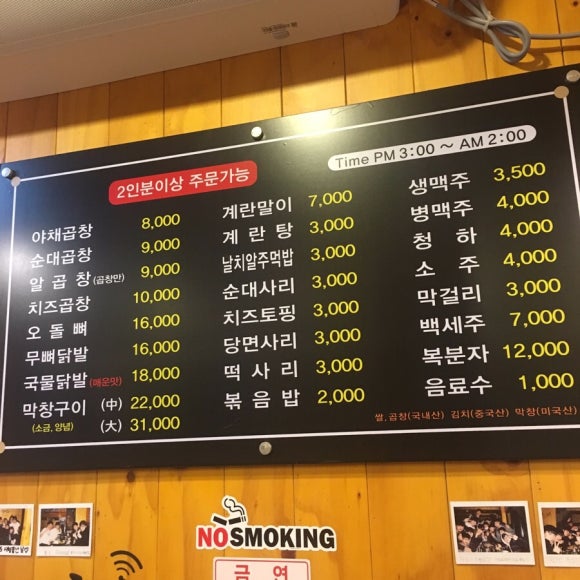 2인분이상 주문가능
야채곱창 8,000
순대곱창 9,000
알곱창 (곱창만) 9,000
치즈곱창 10,000
오돌뼈 16,000
무뼈닭발 16,000
국물닭발 (매운맛) 18,000
막창구이 (中) 22,000
(소금, 양념) (大) 31,000
계란말이 7,000
계란탕 3,000
날치알주먹밥 3,000
순대사리 3,000
치즈토핑 3,000
당면사리 3,000
떡사리 3,000
볶음밥 2,000
Time PM 3:00 ~ AM 2:00
생맥주 3,500
병맥주 4,000
청하 4,000
소주 4,000
막걸리 3,000
백세주 7,000
복분자 12,000
음료수 1,000
쌀,곱창(국내산) 김치(중국산) 막창(미국산)
NO SMOKING
금연